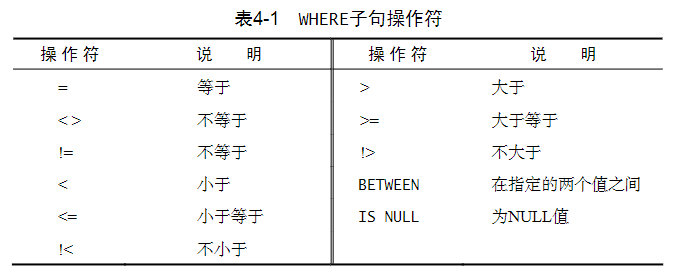 表4-1 WHERE子句操作符
操作符 说 明 操作符 说 明
= 等于 > 大于
<> 不等于 >= 大于等于
!= 不等于 !> 不大于
< 小于 BETWEEN 在指定的两个值之间
<= 小于等于 IS NULL 为NULL值
!< 不小于